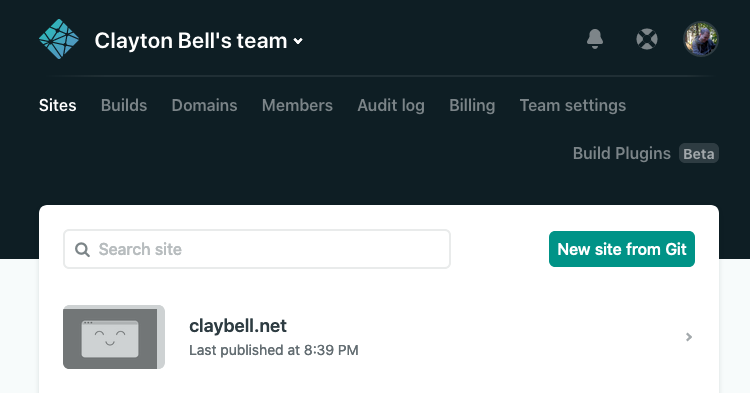 Clayton Bell's team
Sites Builds Domains Members Audit log Billing Team settings
Build Plugins Beta
Search site New site from Git
claybell.net
Last published at 8:39 PM